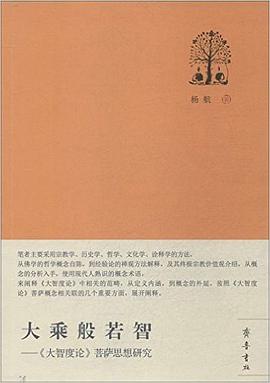 杨航 著
笔者主要采用宗教学、历史学、哲学、文化学、诠释学的方法,
从佛学的哲学概念自陈,到经验论的禅观方法解释,及其终极宗教价值观介绍,从概
念的分析入手,使用现代人熟识的概念术语,
来阐释《大智度论》中相关的范畴,从定义内涵,到概念的外延,按照《大智度
论》菩萨概念相关联的几个重要方面,展开阐释。
大乘般若智
——《大智度论》菩萨思想研究
齐鲁书社